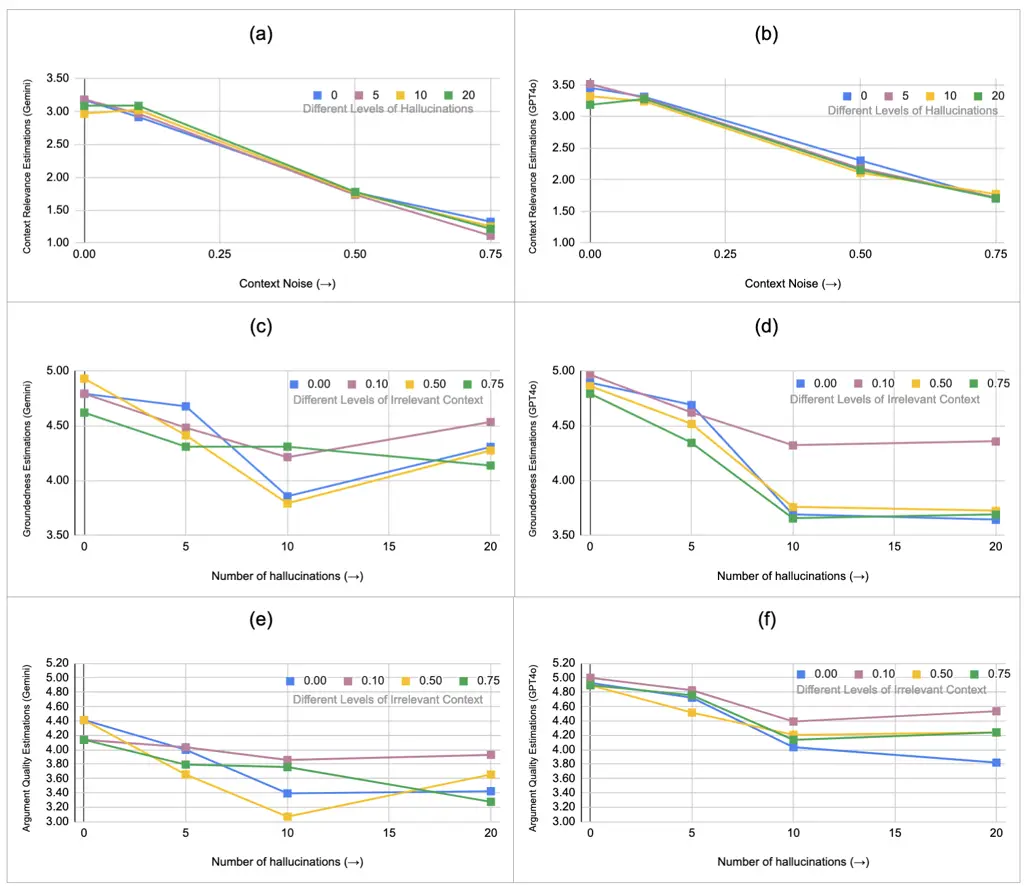 (a)
Context Relevance Estimations (Gemini)
3.50
3.00
2.50
2.00
1.50
1.00
0 5 10 20
Different Levels of Hallucinations
0.00 0.25 0.50 0.75
Context Noise (→)
(b)
Context Relevance Estimations (GPT4o)
3.50
3.00
2.50
2.00
1.50
1.00
0 5 10 20
Different Levels of Hallucinations
0.00 0.25 0.50 0.75
Context Noise (→)
(c)
Groundedness Estimations (Gemini)
5.00
4.50
4.00
3.50
0.00 0.10 0.50 0.75
Different Levels of Irrelevant Context
0 5 10 15 20
Number of hallucinations (→)
(d)
Groundedness Estimations (GPT4o)
5.00
4.50
4.00
3.50
0.00 0.10 0.50 0.75
Different Levels of Irrelevant Context
0 5 10 15 20
Number of hallucinations (→)
(e)
Argument Quality Estimations (Gemini)
5.20
5.00
4.80
4.60
4.40
4.20
4.00
3.80
3.60
3.40
3.20
3.00
0.00 0.10 0.50 0.75
Different Levels of Irrelevant Context
0 5 10 15 20
Number of hallucinations (→)
(f)
Argument Quality Estimations (GPT4o)
5.20
5.00
4.80
4.60
4.40
4.20
4.00
3.80
3.60
3.40
3.20
3.00
0.00 0.10 0.50 0.75
Different Levels of Irrelevant Context
0 5 10 15 20
Number of hallucinations (→)